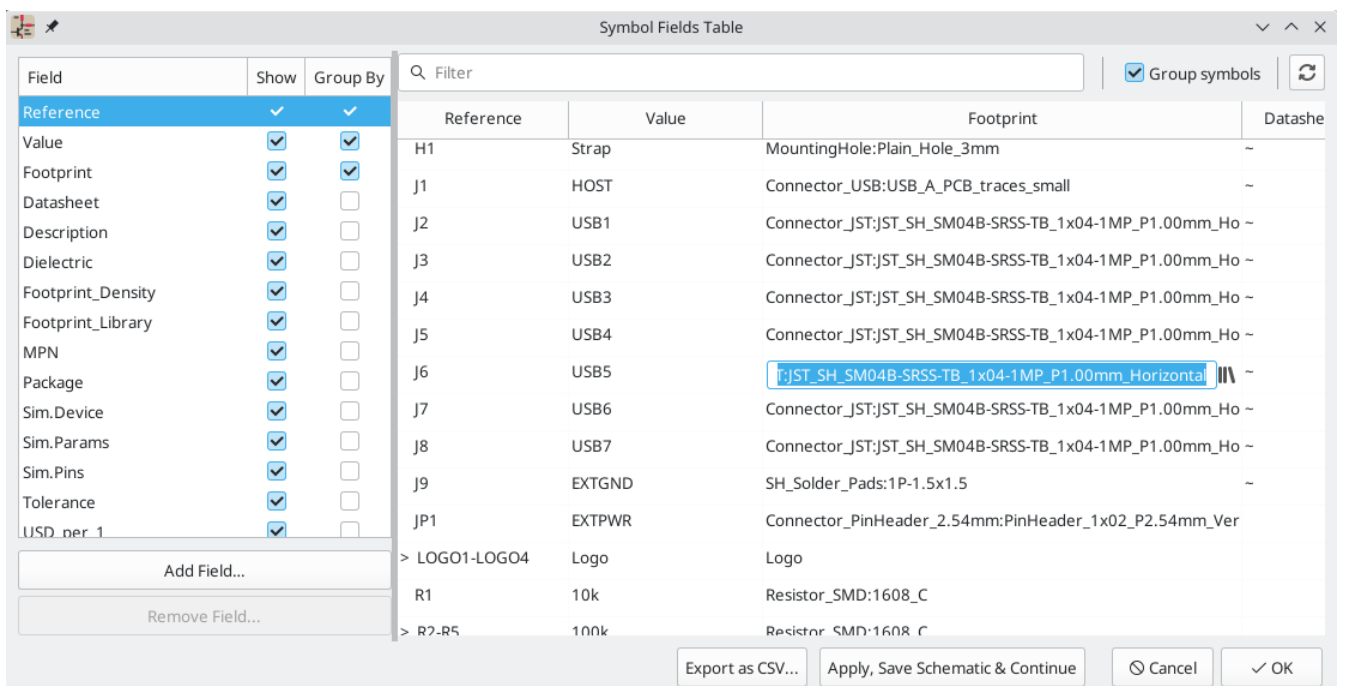 Symbol Fields Table
Field Show Group By
Reference
Value
Footprint
Datasheet
Description
Dielectric
Footprint_Density
Footprint_Library
MPN
Package
Sim.Device
Sim.Params
Sim.Pins
Tolerance
USD_per_1
Add Field...
Remove Field...
Filter
Group symbols
Reference Value Footprint Datashe
H1 Strap MountingHole:Plain_Hole_3mm ~
J1 HOST Connector_USB:USB_A_PCB_traces_small ~
J2 USB1 Connector_JST:JST_SH_SM04B-SRSS-TB_1x04-1MP_P1.00mm_Ho ~
J3 USB2 Connector_JST:JST_SH_SM04B-SRSS-TB_1x04-1MP_P1.00mm_Ho ~
J4 USB3 Connector_JST:JST_SH_SM04B-SRSS-TB_1x04-1MP_P1.00mm_Ho ~
J5 USB4 Connector_JST:JST_SH_SM04B-SRSS-TB_1x04-1MP_P1.00mm_Ho ~
J6 USB5 T:JST_SH_SM04B-SRSS-TB_1x04-1MP_P1.00mm_Horizontal ~
J7 USB6 Connector_JST:JST_SH_SM04B-SRSS-TB_1x04-1MP_P1.00mm_Ho ~
J8 USB7 Connector_JST:JST_SH_SM04B-SRSS-TB_1x04-1MP_P1.00mm_Ho ~
J9 EXTGND SH_Solder_Pads:1P-1.5x1.5 ~
JP1 EXTPWR Connector_PinHeader_2.54mm:PinHeader_1x02_P2.54mm_Ver
> LOGO1-LOGO4 Logo Logo
R1 10k Resistor_SMD:1608_C
> R2-R5 100k Resistor_SMD:1608_C
Export as CSV... Apply, Save Schematic & Continue Cancel OK